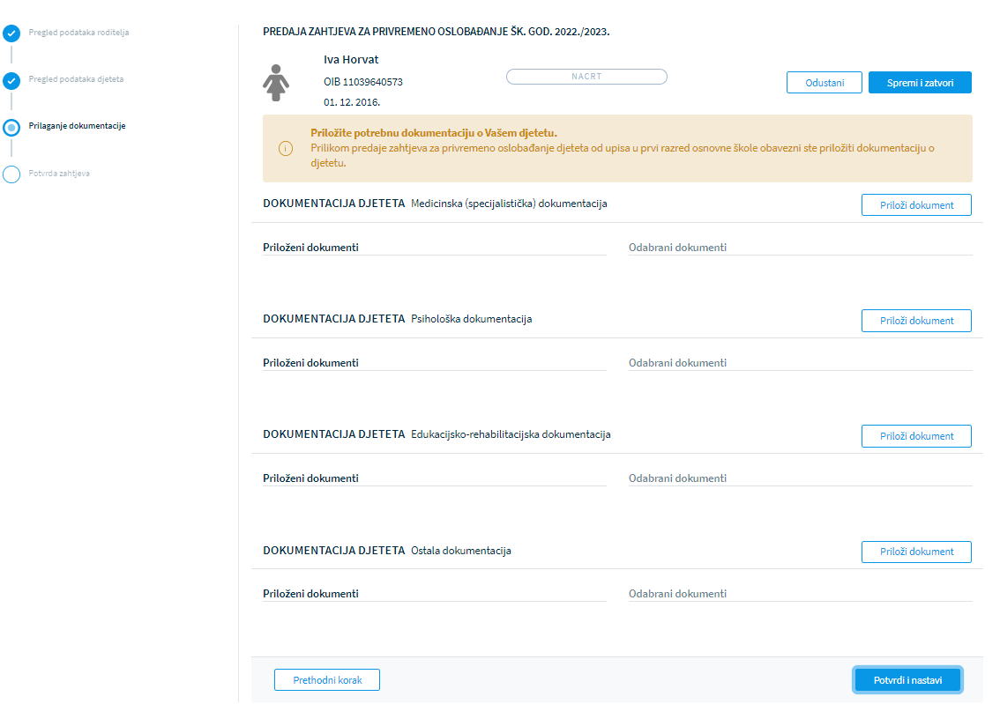 Pregled podataka roditelja
Pregled podataka djeteta
Prilaganje dokumentacije
Potvrda zahtjeva
PREDAJA ZAHTJEVA ZA PRIVREMENO OSLOBAĐANJE ŠK. GOD. 2022./2023.
Iva Horvat
OIB 11039640573
01. 12. 2016.
NACRT
Odustani
Spremi i zatvori
Priložite potrebnu dokumentaciju o Vašem djetetu.
Prilikom predaje zahtjeva za privremeno oslobađanje djeteta od upisa u prvi razred osnovne škole obavezni ste priložiti dokumentaciju o
djetetu.
DOKUMENTACIJA DJETETA Medicinska (specijalistička) dokumentacija
Priloži dokument
Priloženi dokumenti
Odabrani dokumenti
DOKUMENTACIJA DJETETA Psihološka dokumentacija
Priloži dokument
Priloženi dokumenti
Odabrani dokumenti
DOKUMENTACIJA DJETETA Edukacijsko-rehabilitacijska dokumentacija
Priloži dokument
Priloženi dokumenti
Odabrani dokumenti
DOKUMENTACIJA DJETETA Ostala dokumentacija
Priloži dokument
Priloženi dokumenti
Odabrani dokumenti
Prethodni korak
Potvrdi i nastavi